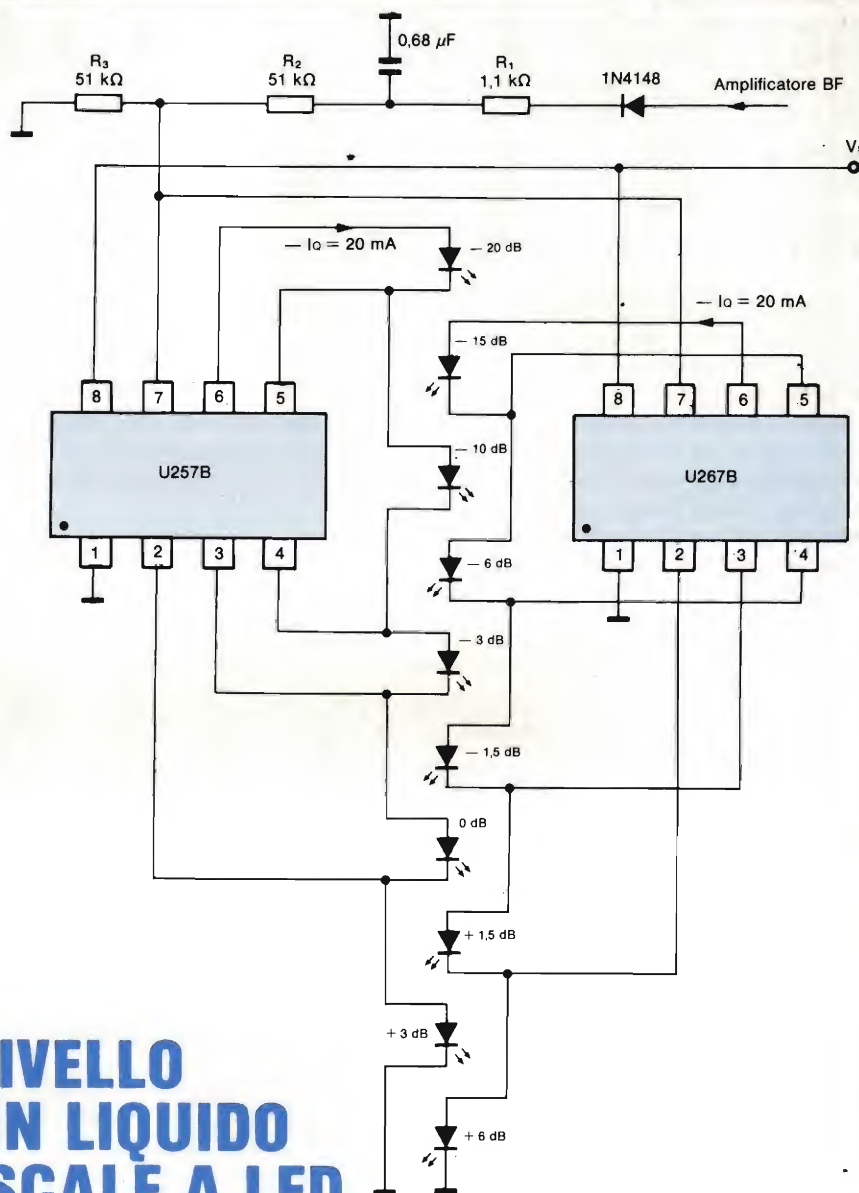 0,68 µF
R3
51 kΩ
R2
51 kΩ
R1
1,1 kΩ
1N4148
Amplificatore BF
— IQ = 20 mA
— 20 dB
— IQ = 20 mA
— 15 dB
8
7
6
5
8
7
6
5
— 10 dB
U257B
U267B
1
2
3
4
— 6 dB
1
2
3
4
— 3 dB
— 1,5 dB
0 dB
+ 1,5 dB
+ 3 dB
+ 6 dB
IVELLO
N LIQUIDO
SCALE A LED